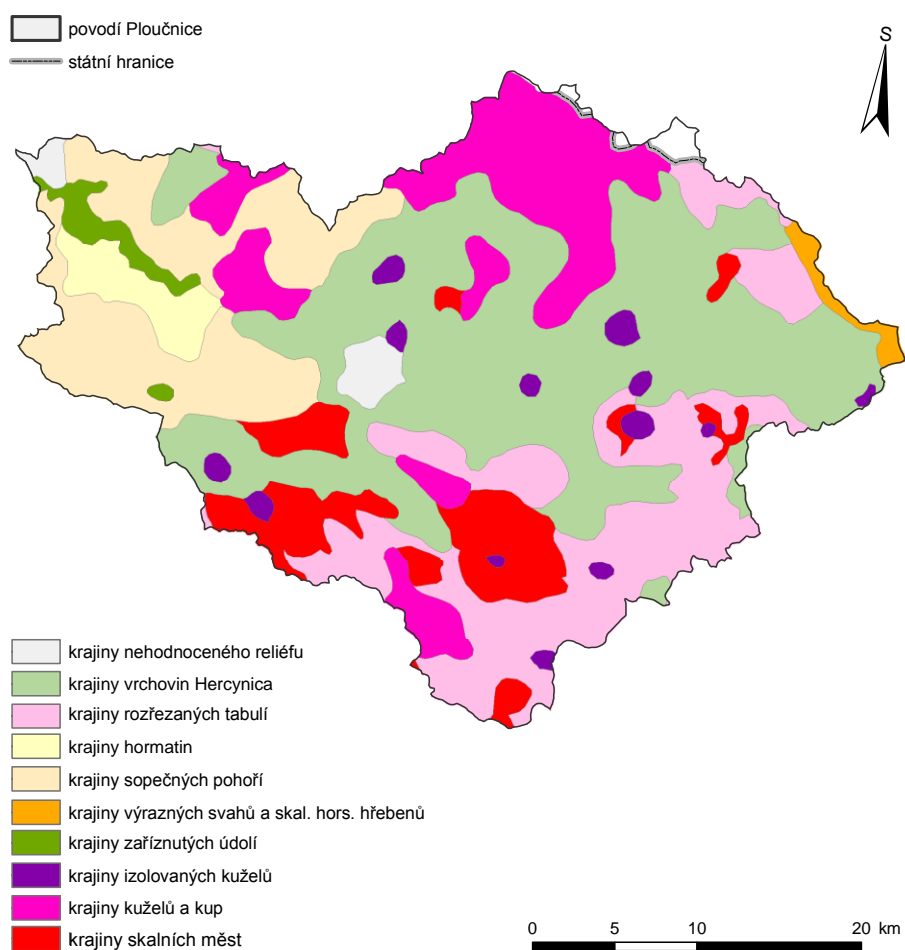 povodí Ploučnice
státní hranice
S
krajiny nehodnoceného reliéfu
krajiny vrchovin Hercynica
krajiny rozřezaných tabulí
krajiny hormatin
krajiny sopečných pohoří
krajiny výrazných svahů a skal. hors. hřebenů
krajiny zaříznutých údolí
krajiny izolovaných kuželů
krajiny kuželů a kup
krajiny skalních měst
0 5 10 20 km